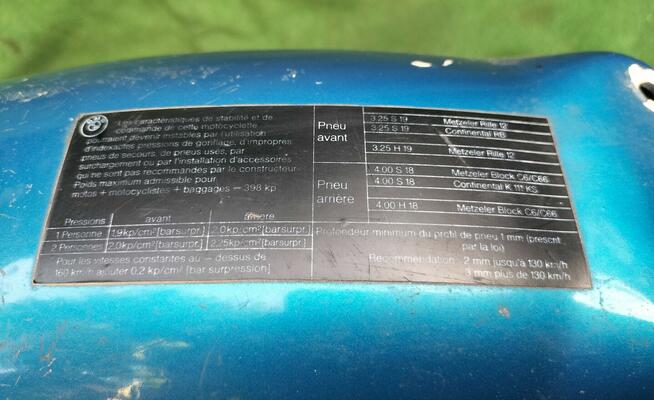 BMW
Les caractéristiques de stabilité et de
commande de cette motocyclette
pourraient devenir instables par l'utilisation
d'indexactes pressions de gonflage, d'impropres
pneus de secours, de pneus usés, par
surchargement ou par l'installation d'accessoires
qui ne sont pas recommandés par le constructeur
Poids maximum admissible pour
motos + motocyclettes + baggages = 398 kp
Pressions avant arrière
1 Personne 1,9kp/cm² [barsurpr.] 2,0kp/cm² [barsurpr.]
2 Personnes 2,0kp/cm² [barsurpr.] 2,25kp/cm² [barsurpr.]
Pour les vitesses constantes au - dessus de
160 km/h ajouter 0,2 kp/cm² [bar surpression]
Pneu
avant
3.25 S 19 Metzeler Rille 12
3.25 S 19 Continental RB
3.25 H 19 Metzeler Rille 12
Pneu
arrière
4.00 S 18 Metzeler Block C6/C66
4.00 S 18 Continental K 111 KS
4.00 H 18 Metzeler Block C6/C66
Profondeur minimum du profil de pneu 1 mm (prescrit
par la loi)
Recommendation : 2 mm jusqu'à 130 km/h
3 mm plus de 130 km/h